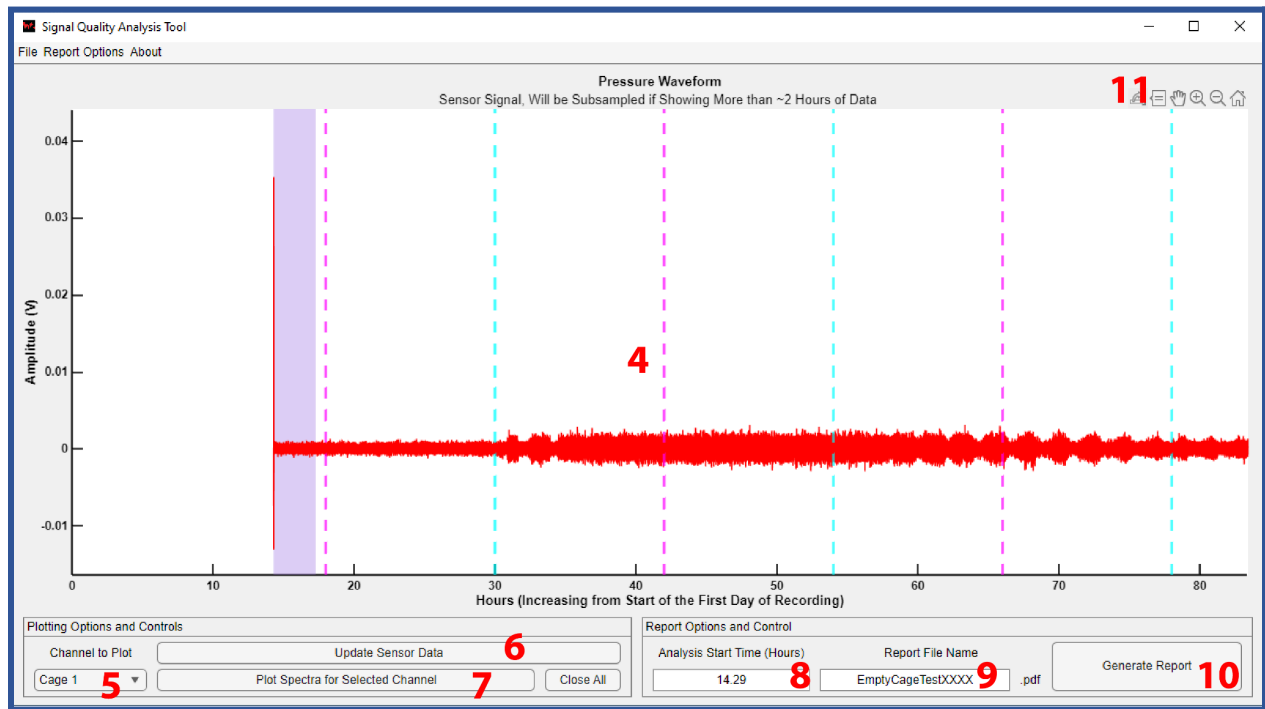 Signal Quality Analysis Tool
File Report Options About
Pressure Waveform
Sensor Signal, Will be Subsampled if Showing More than ~2 Hours of Data
11
0.04
0.03
0.02
0.01
0
-0.01
Amplitude (V)
4
0 10 20 30 40 50 60 70 80
Hours (Increasing from Start of the First Day of Recording)
Plotting Options and Controls
Channel to Plot
Update Sensor Data
6
Cage 1
5
Plot Spectra for Selected Channel
7
Close All
Report Options and Control
Analysis Start Time (Hours)
Report File Name
14.29
8
EmptyCageTestXXXX
9
.pdf
Generate Report
10